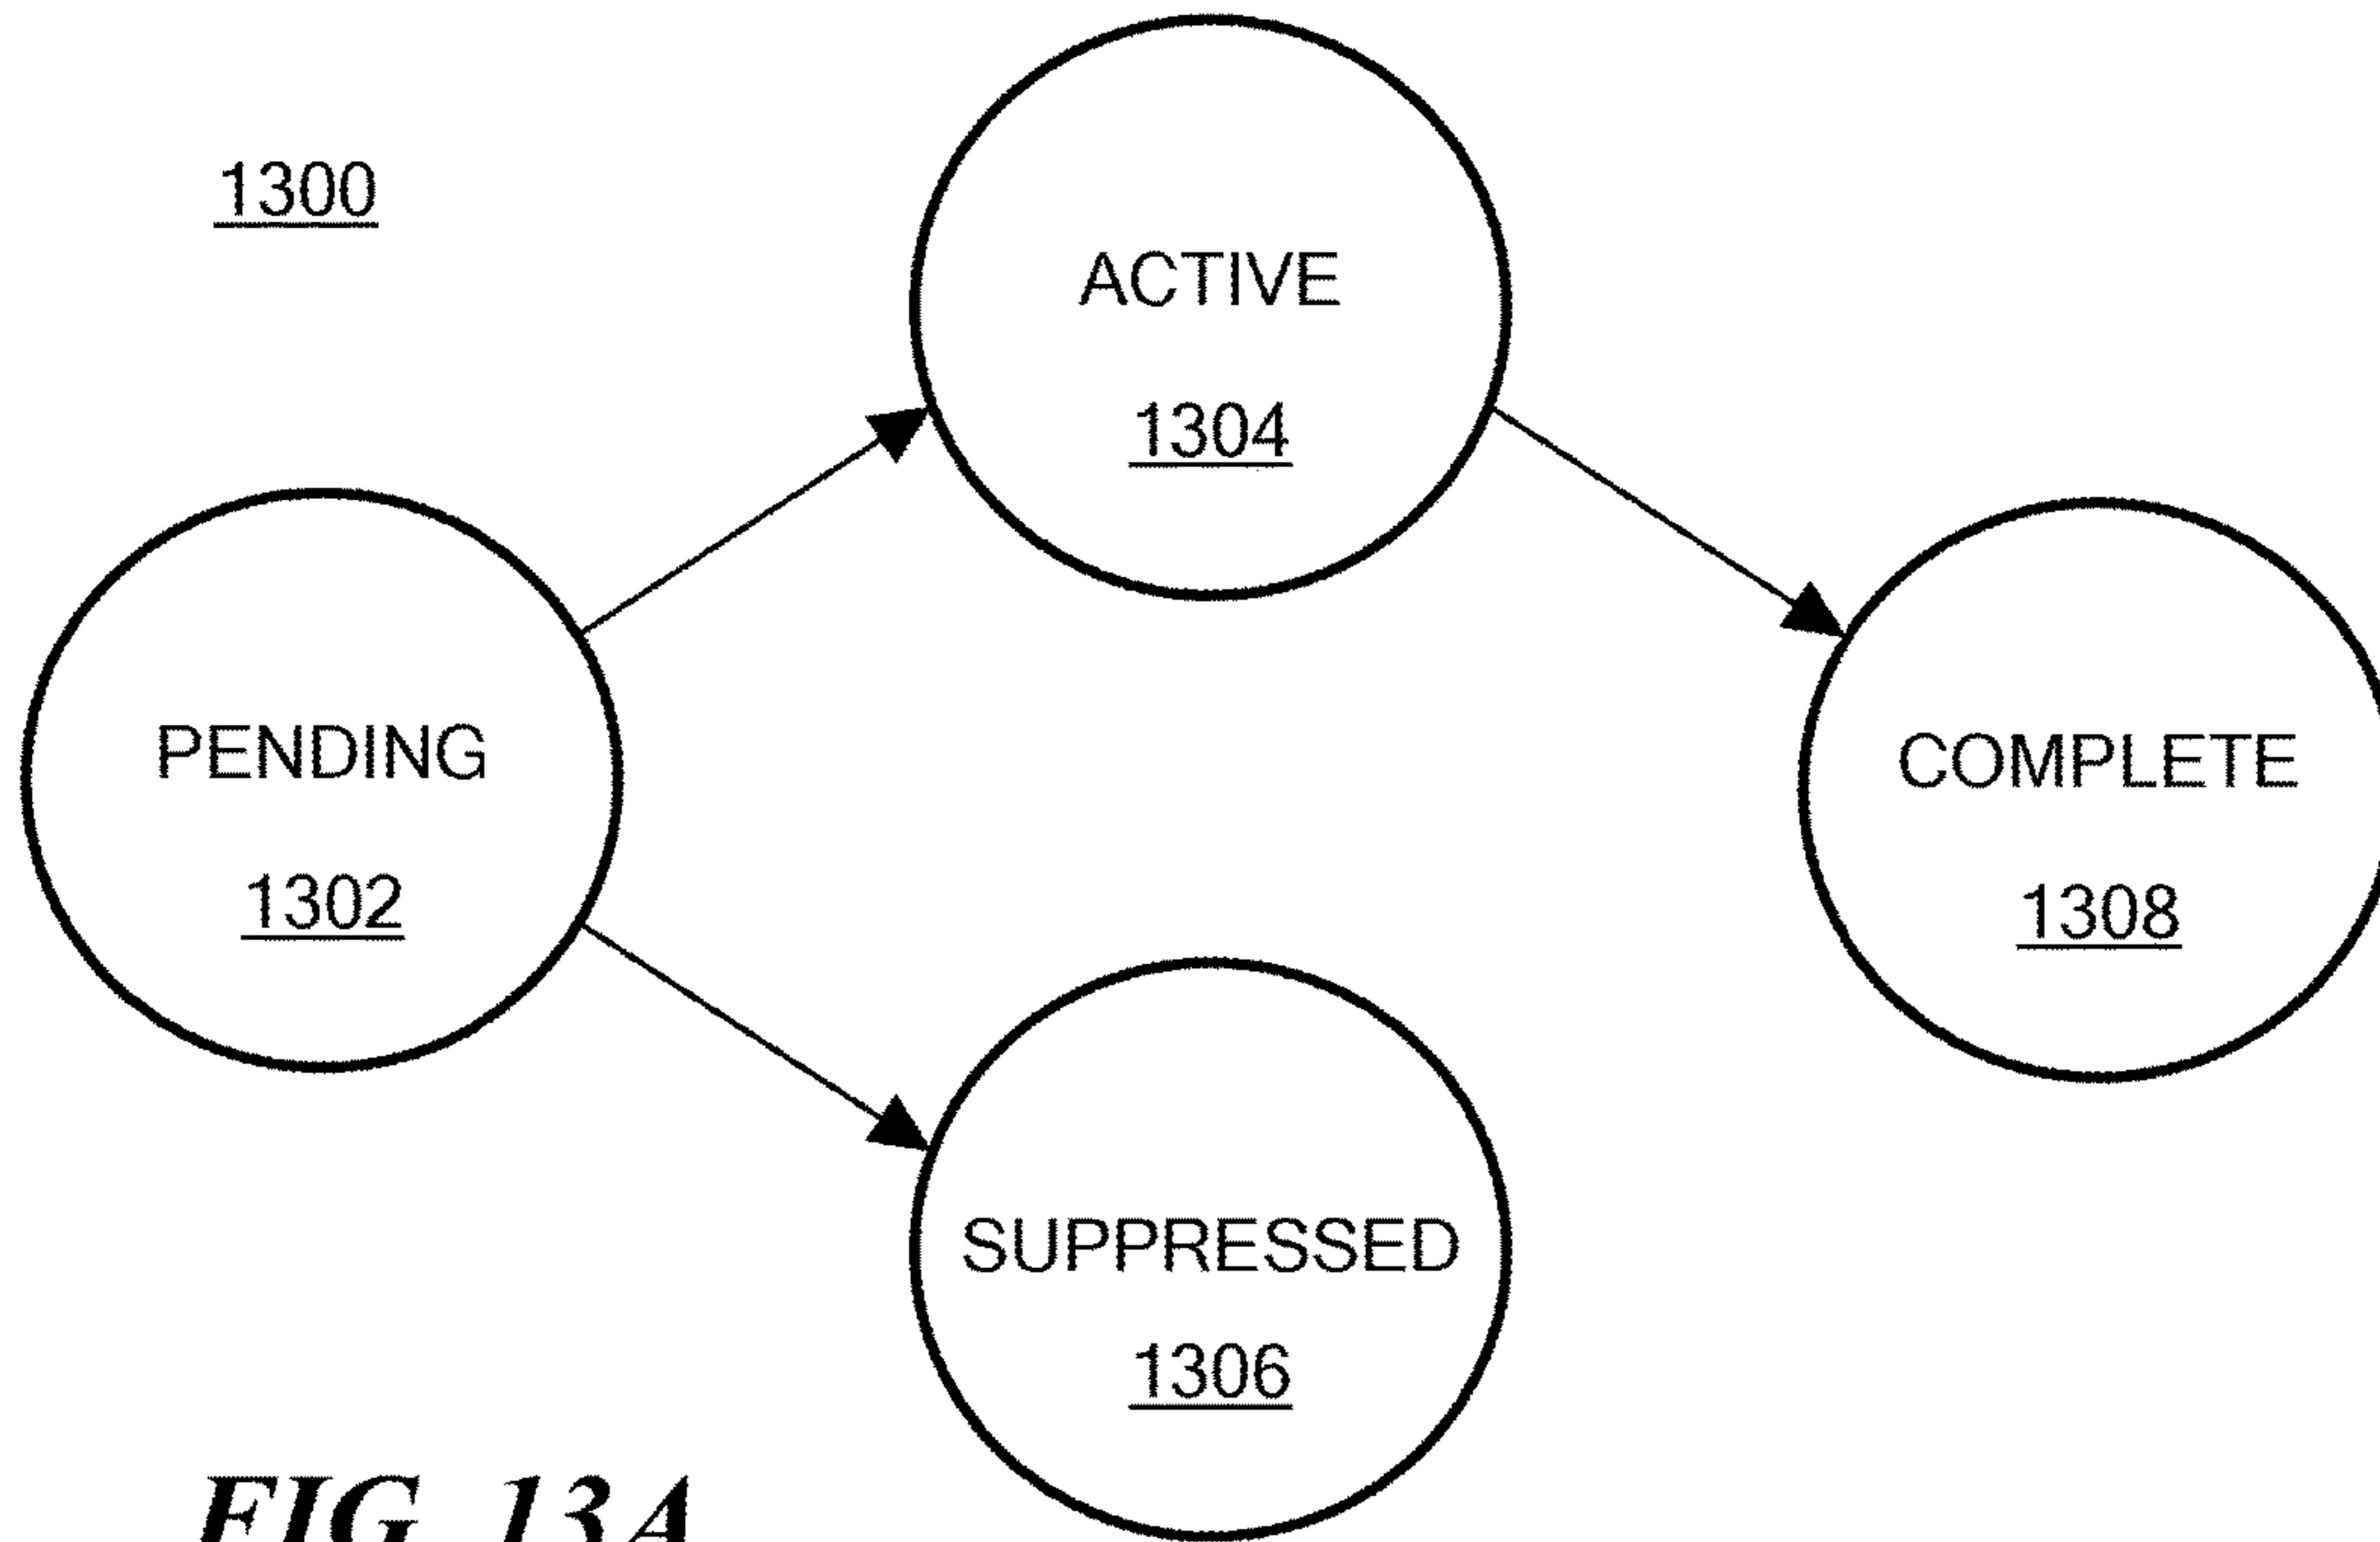 1300
ACTIVE
1304
PENDING
1302
COMPLETE
1308
SUPPRESSED
1306
FIG. 13A